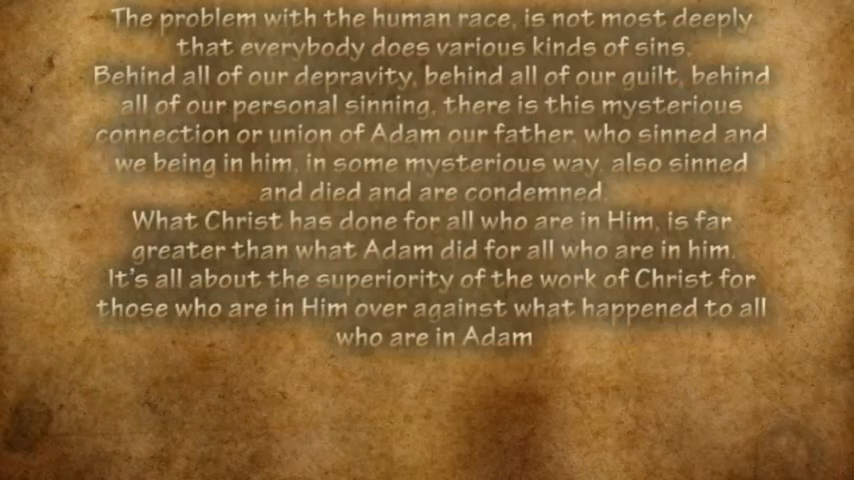 The problem with the human race, is not most deeply
that everybody does various kinds of sins.
Behind all of our depravity, behind all of our guilt, behind
all of our personal sinning, there is this mysterious
connection or union of Adam our father, who sinned and
we being in him, in some mysterious way, also sinned
and died and are condemned.
What Christ has done for all who are in Him, is far
greater than what Adam did for all who are in him.
It's all about the superiority of the work of Christ for
those who are in Him over against what happened to all
who are in Adam